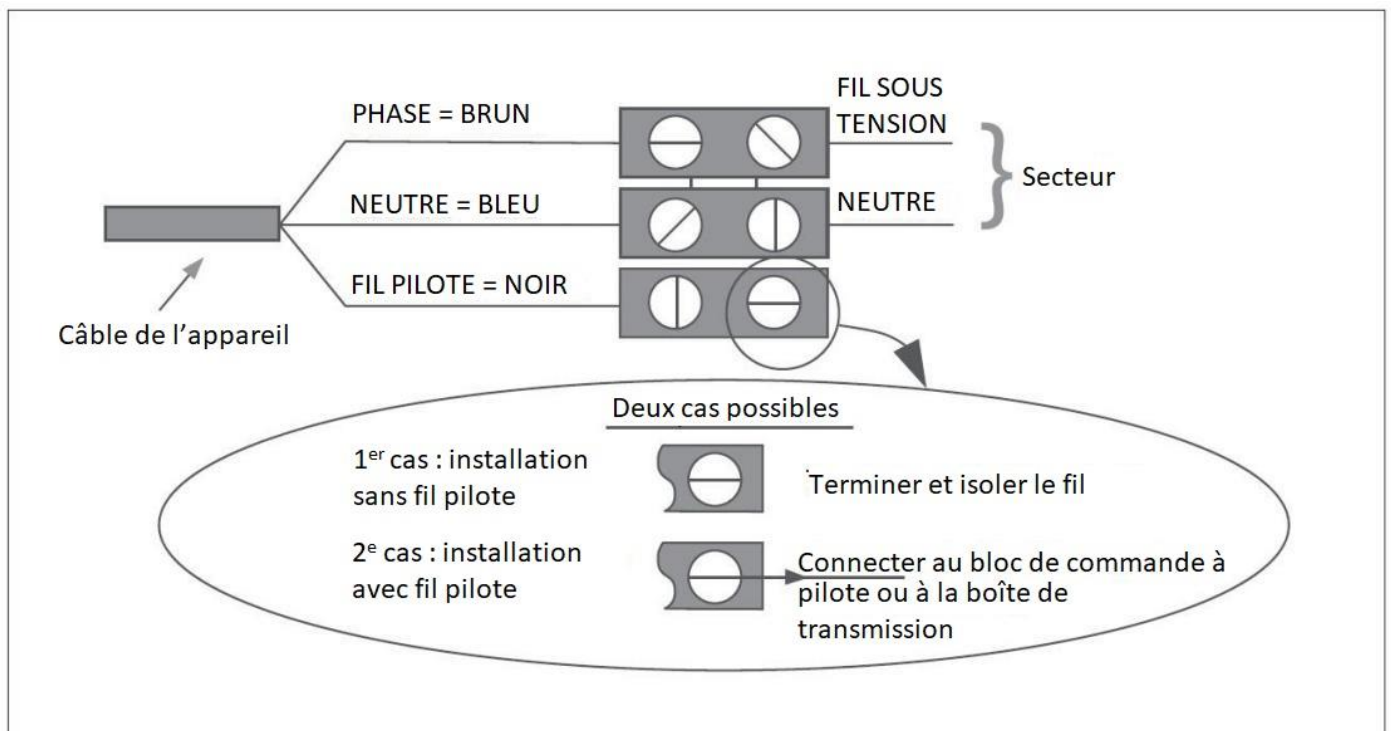 PHASE = BRUN
FIL SOUS
TENSION
Secteur
NEUTRE = BLEU
NEUTRE
FIL PILOTE = NOIR
Câble de l'appareil
Deux cas possibles
1er cas : installation
sans fil pilote
Terminer et isoler le fil
2e cas : installation
avec fil pilote
Connecter au bloc de commande à
pilote ou à la boîte de
transmission